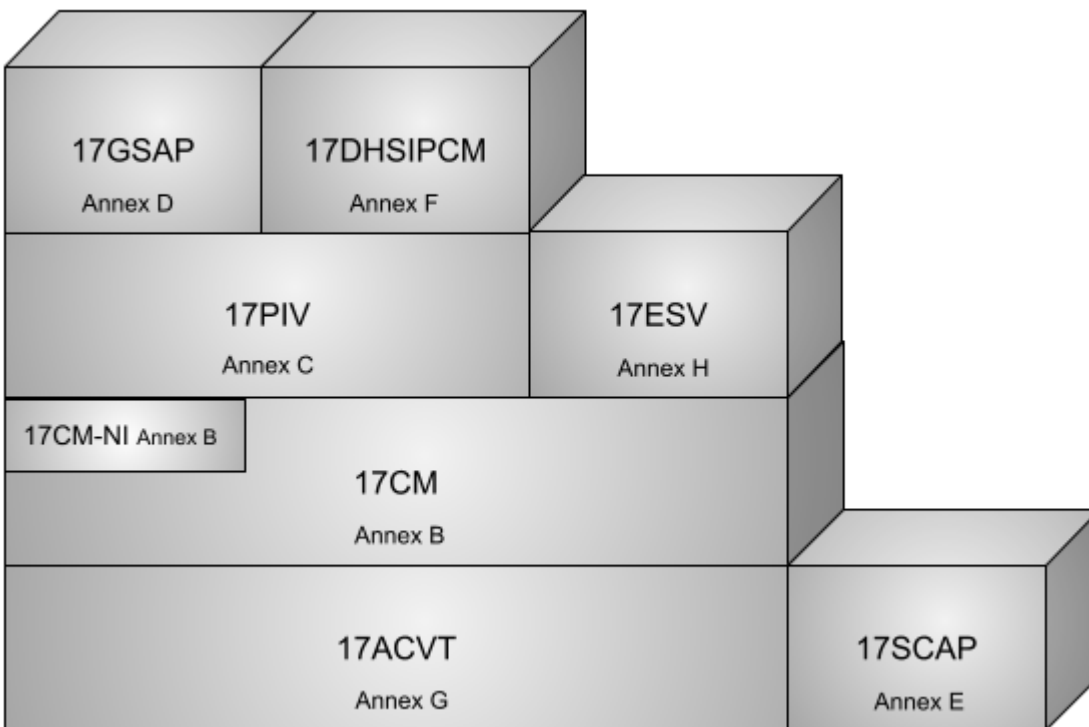 17GSAP
Annex D
17DHSIPCM
Annex F
17PIV
Annex C
17ESV
Annex H
17CM-NI Annex B
17CM
Annex B
17ACVT
Annex G
17SCAP
Annex E